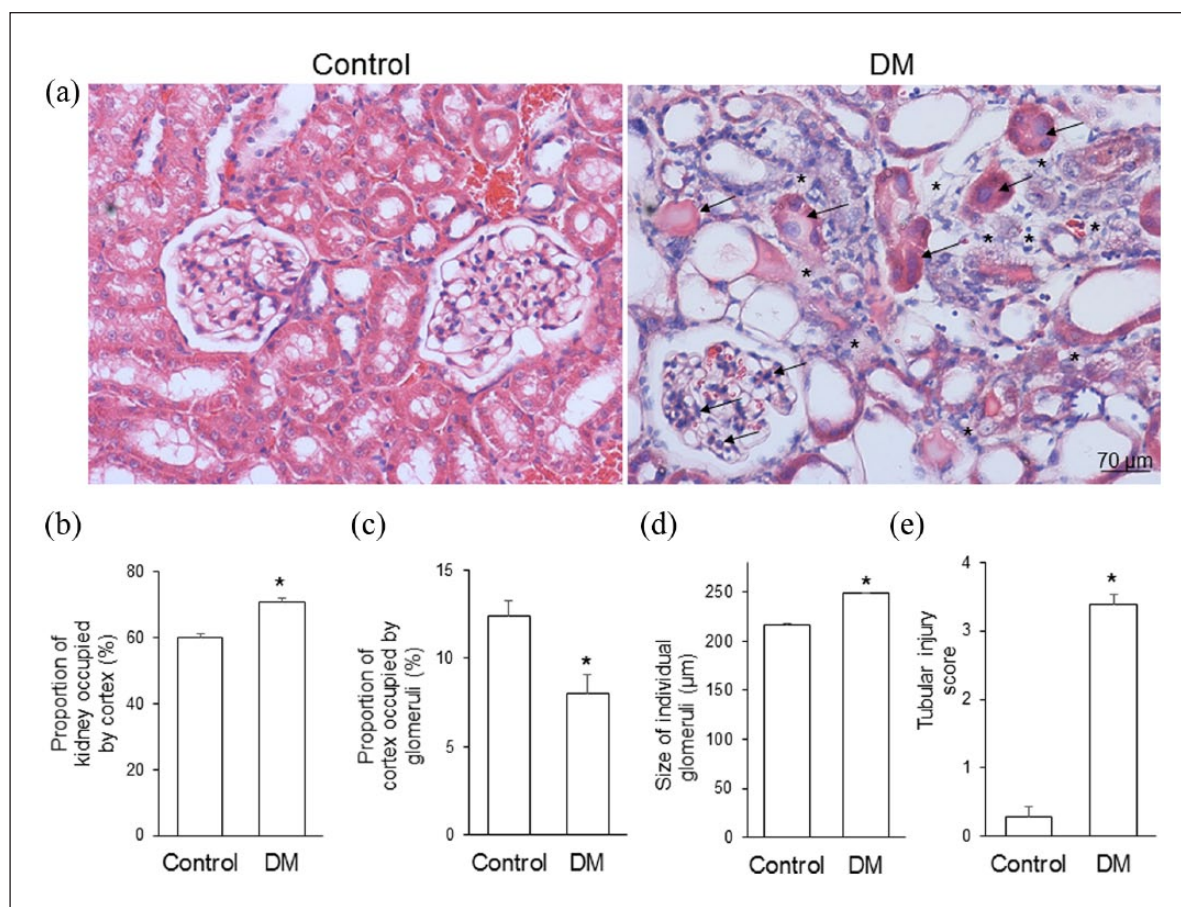 Control
DM
(a)
* * * * * * * * * *
70 µm
(b)
(c)
(d)
(e)
Proportion of
kidney occupied
by cortex (%)
80
60
40
20
0
*
Control
DM
Proportion of
cortex occupied by
glomeruli (%)
15
10
5
0
*
Control
DM
Size of individual
glomeruli (µm)
250
200
150
100
50
0
*
Control
DM
Tubular injury
score
4
3
2
1
0
*
Control
DM